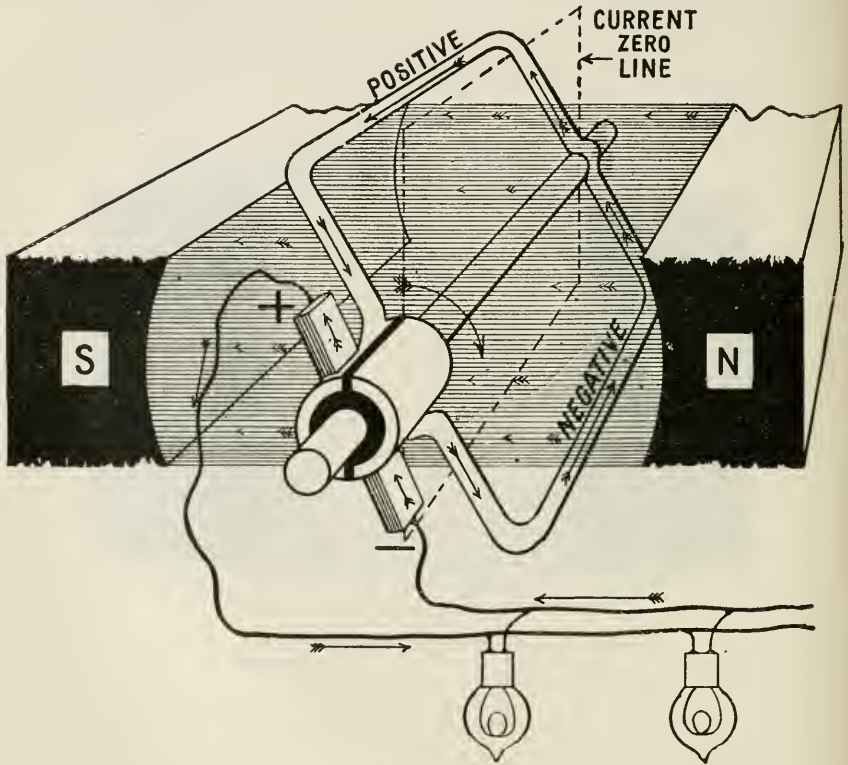 CURRENT
ZERO
LINE
POSITIVE
+
S
N
NEGATIVE
−